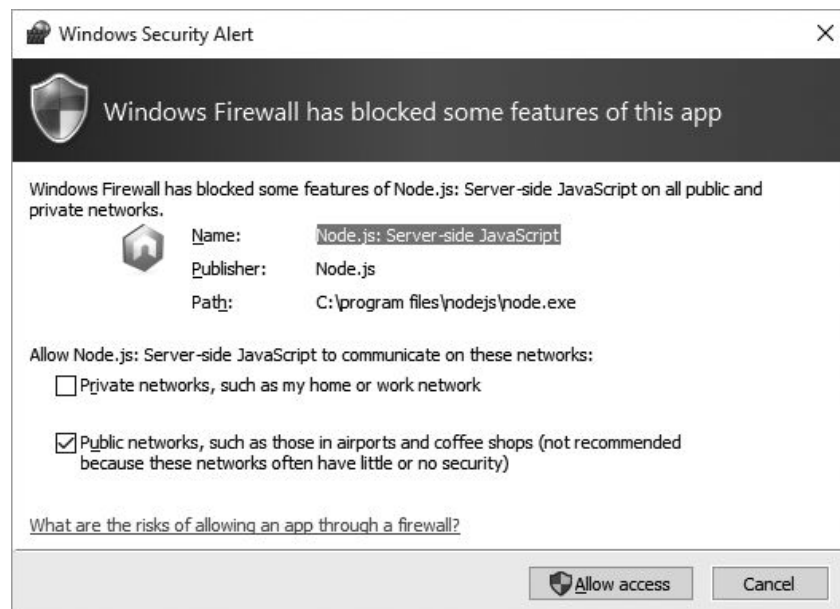 Windows Security Alert
Windows Firewall has blocked some features of this app
Windows Firewall has blocked some features of Node.js: Server-side JavaScript on all public and
private networks.
Name: Node.js: Server-side JavaScript
Publisher: Node.js
Path: C:\program files\nodejs\node.exe
Allow Node.js: Server-side JavaScript to communicate on these networks:
Private networks, such as my home or work network
Public networks, such as those in airports and coffee shops (not recommended
because these networks often have little or no security)
What are the risks of allowing an app through a firewall?
Allow access Cancel